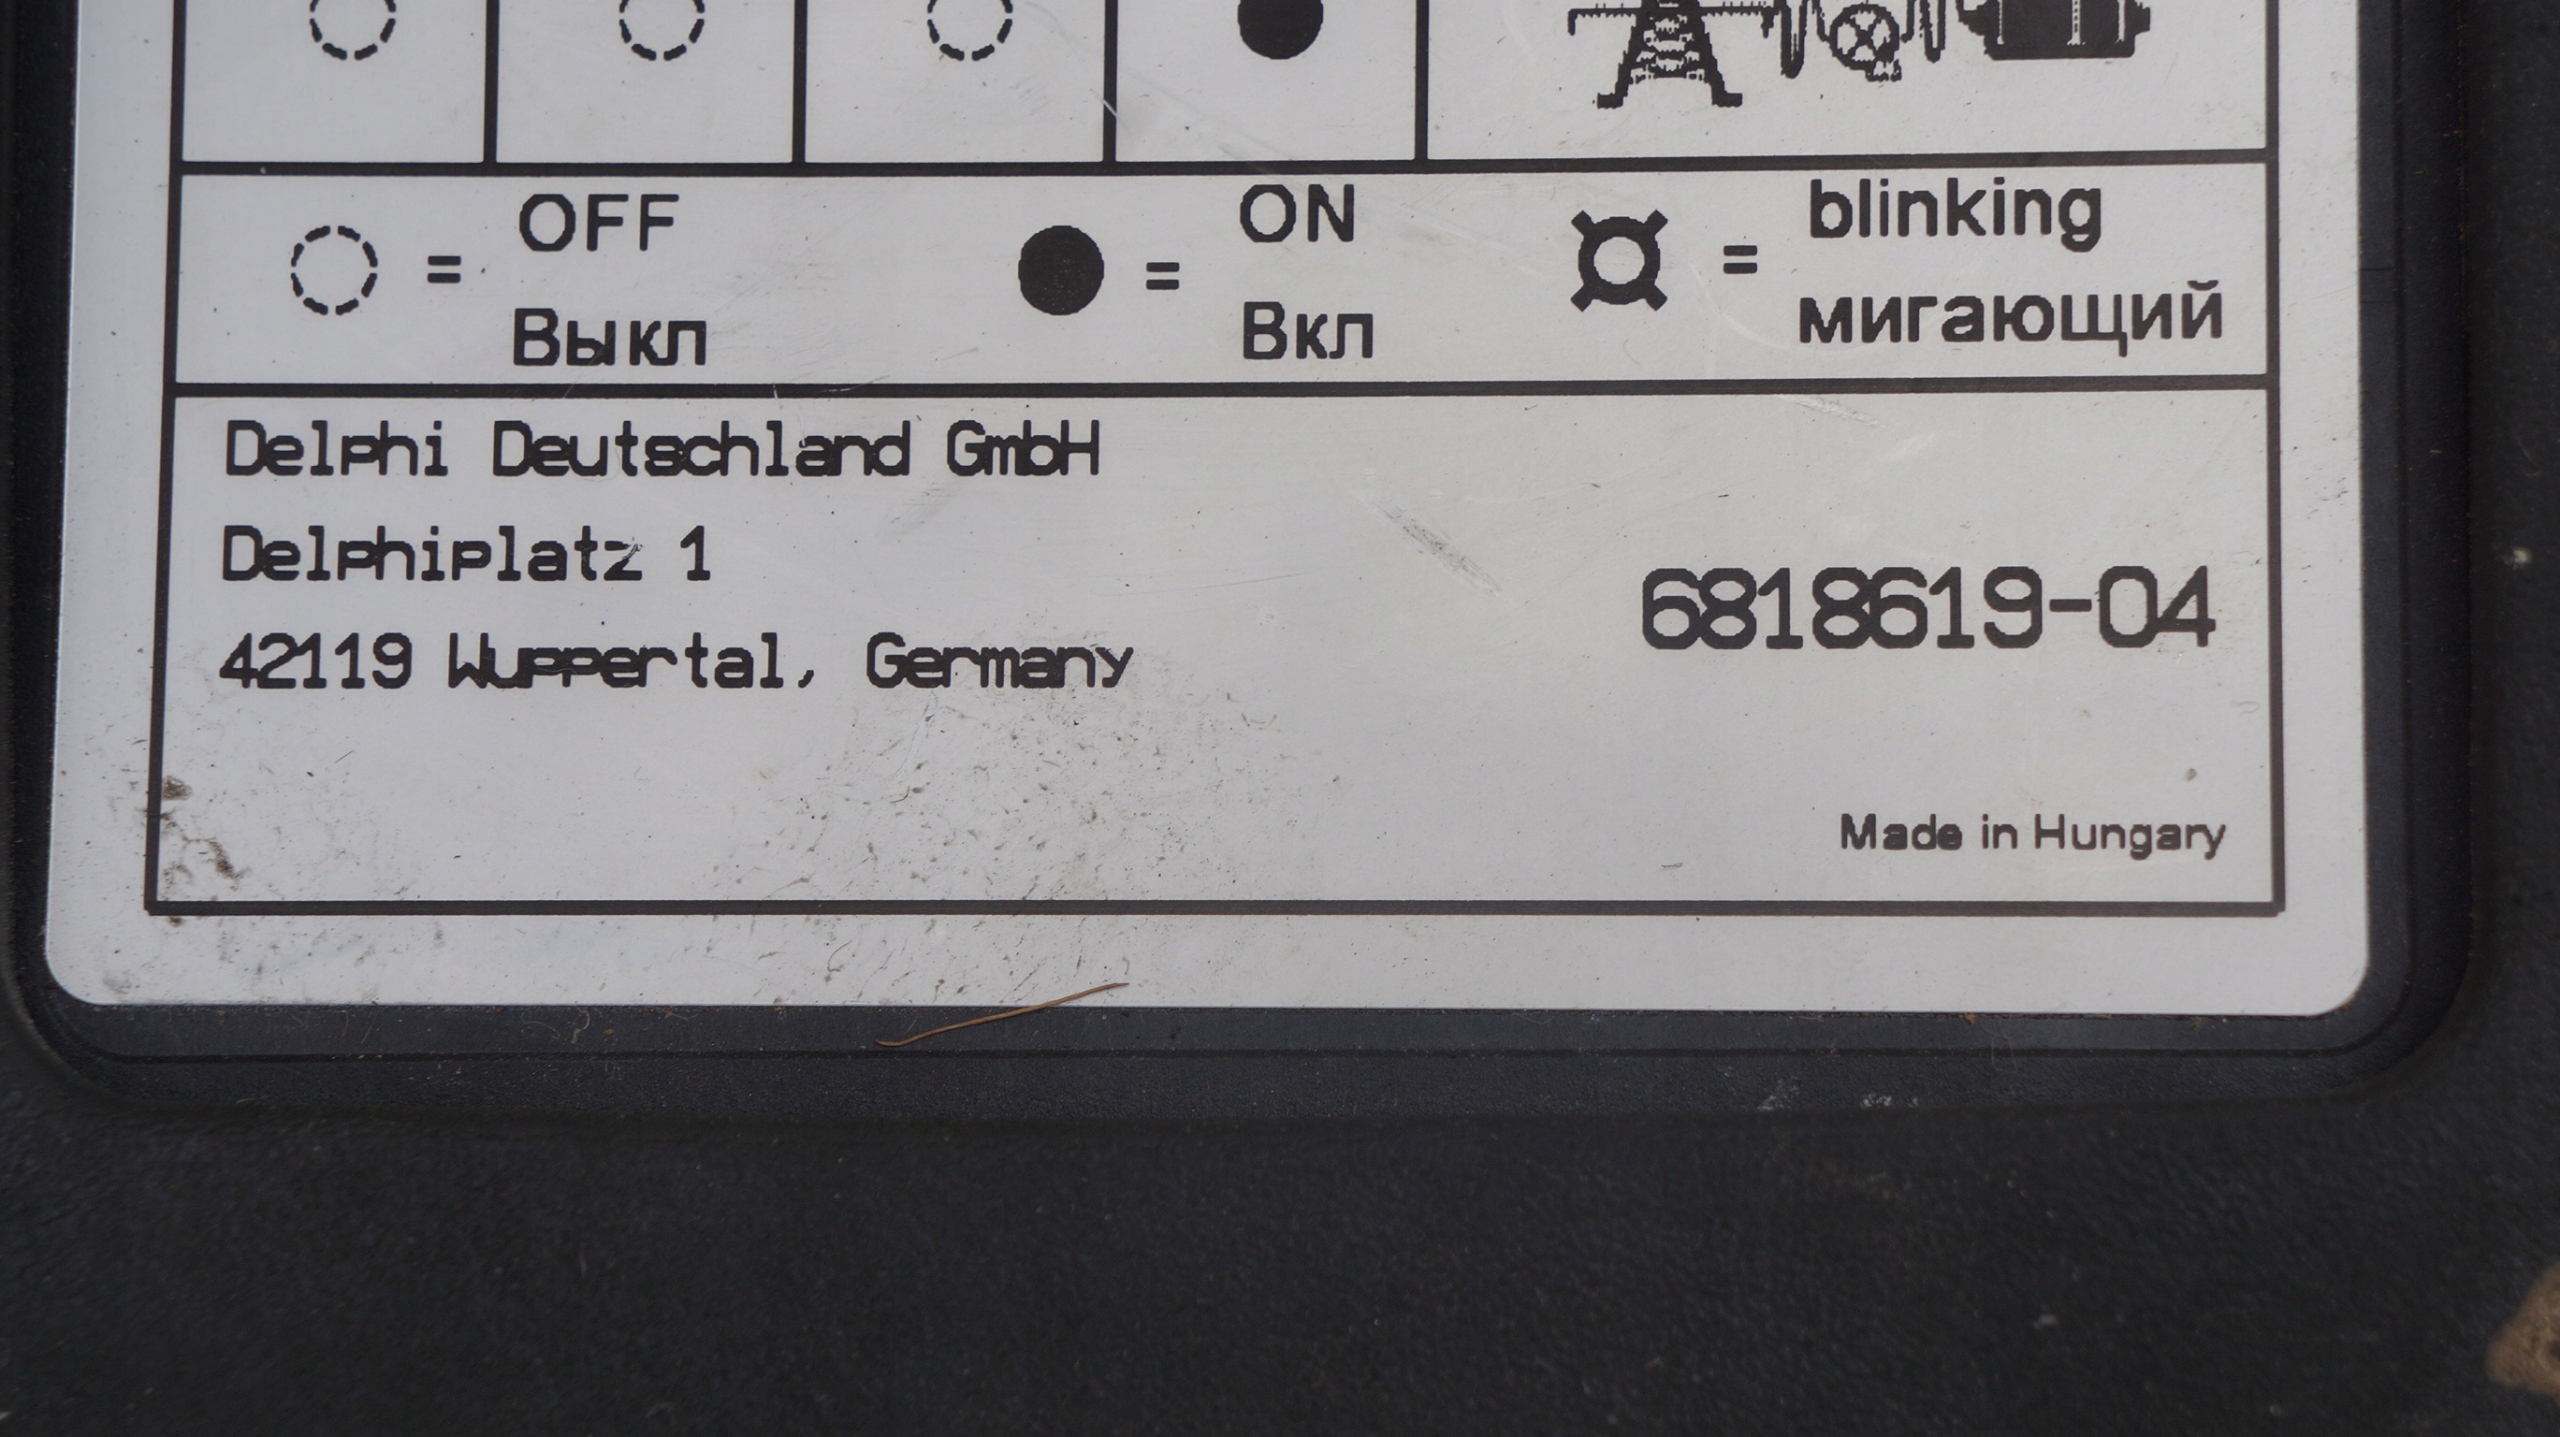 = OFF
Выкл
= ON
Вкл
= blinking
мигающий
Delphi Deutschland GmbH
Delphiplatz 1
42119 Wuppertal, Germany
6818619-04
Made in Hungary